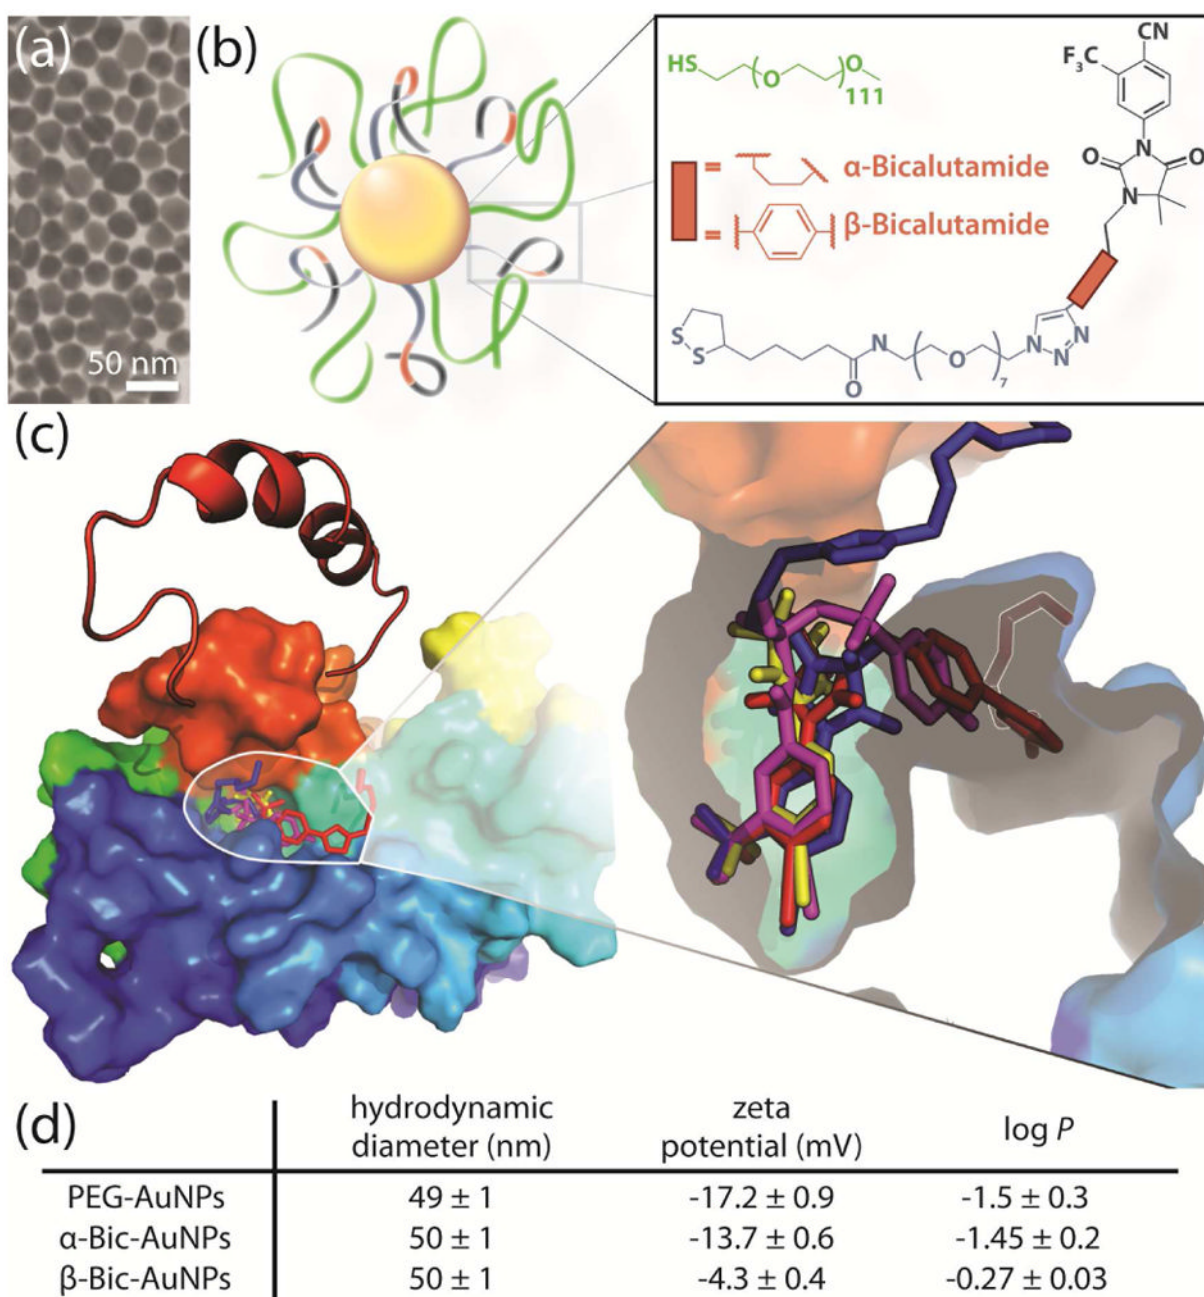 (a)
50 nm
(b)
HS
O
O
111
= α-Bicalutamide
= β-Bicalutamide
CN
F₃C
N
O
O
N
S
S
O
N
O
7
N
N
N
(c)
(d)
hydrodynamic diameter (nm)
zeta potential (mV)
log P
PEG-AuNPs 49 ± 1 -17.2 ± 0.9 -1.5 ± 0.3
α-Bic-AuNPs 50 ± 1 -13.7 ± 0.6 -1.45 ± 0.2
β-Bic-AuNPs 50 ± 1 -4.3 ± 0.4 -0.27 ± 0.03